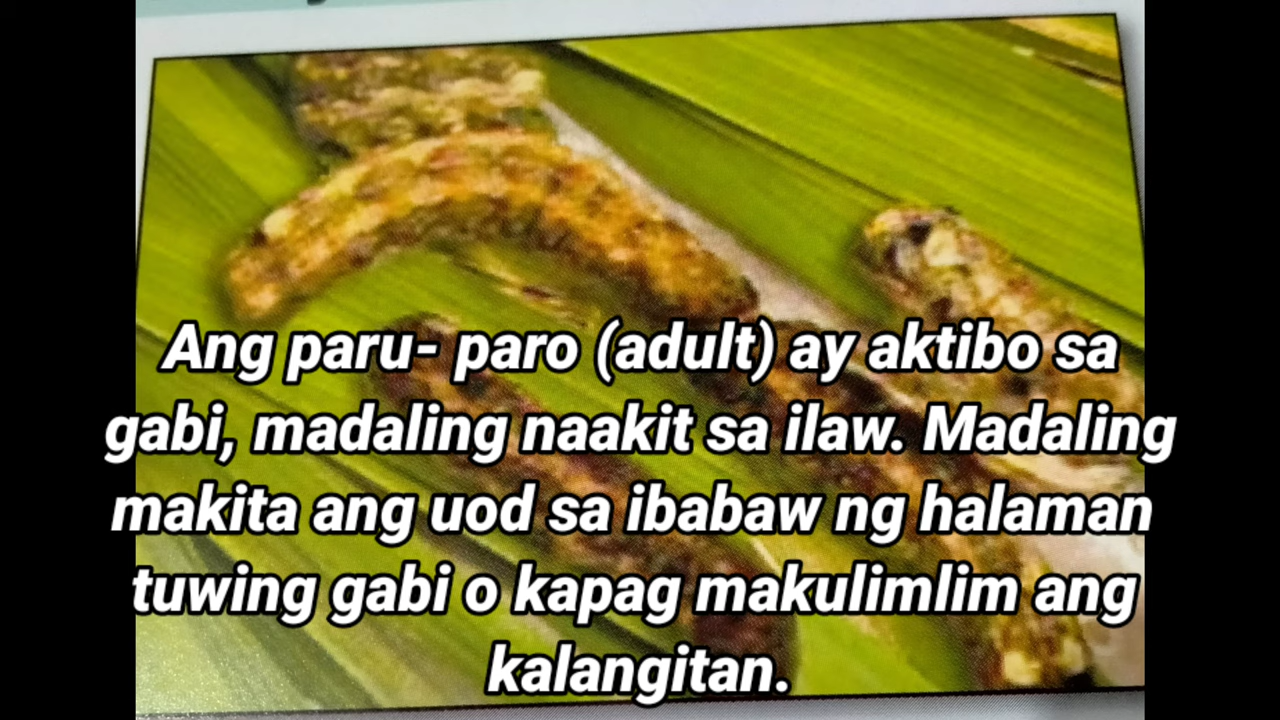 Ang paru- paro (adult) ay aktibo sa
gabi, madaling naakit sa ilaw. Madaling
makita ang uod sa ibabaw ng halaman
tuwing gabi o kapag makulimlim ang
kalangitan.